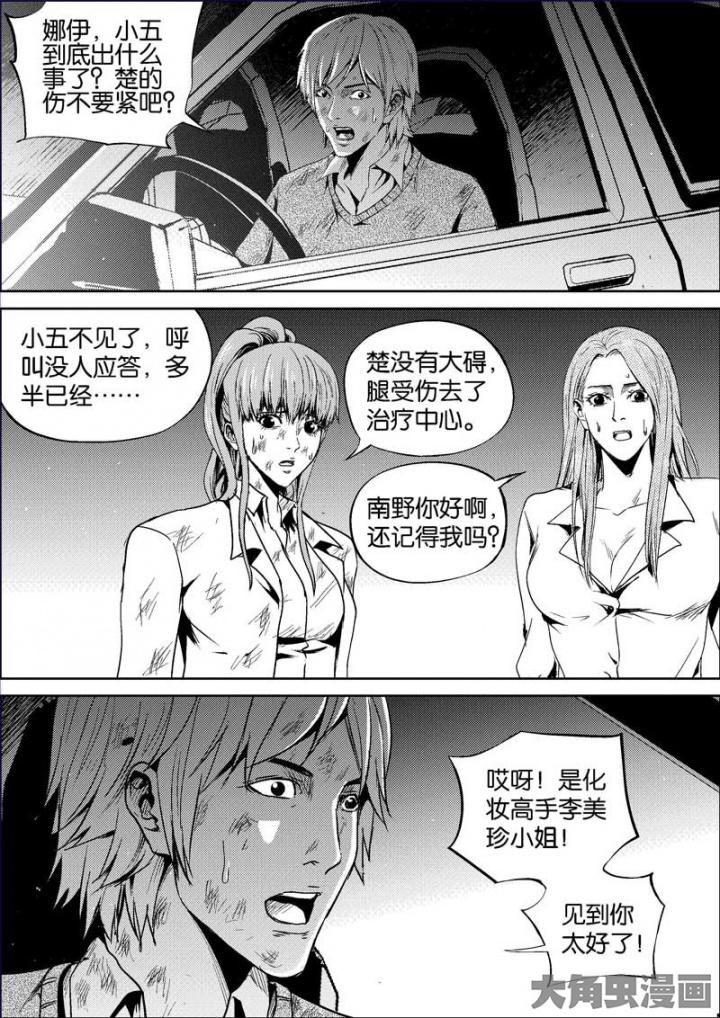 娜伊，小五
到底出什么
事了？楚的
伤不要紧吧？
小五不见了，呼
叫没人应答，多
半已经……
楚没有大碍，
腿受伤去了
治疗中心。
南野你好啊，
还记得我吗？
哎呀！是化
妆高手李美
珍小姐！
见到你
太好了！
大角虫漫画